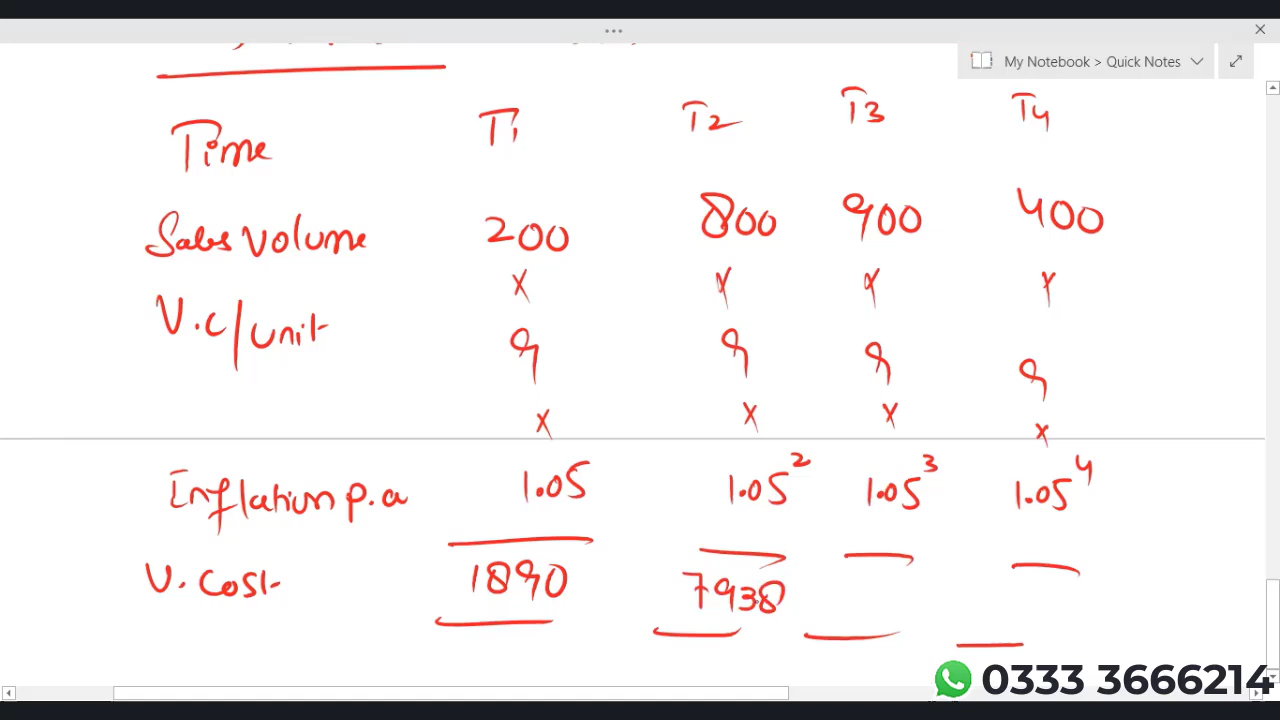 My Notebook > Quick Notes
Time T1 T2 T3 T4
Sales volume 200 800 900 400
x x x x
V.C/unit 9 9 9 9
x x x x
Inflation p.a 1.05 1.05² 1.05³ 1.05⁴
V. Cost 1890 7938
0333 3666214